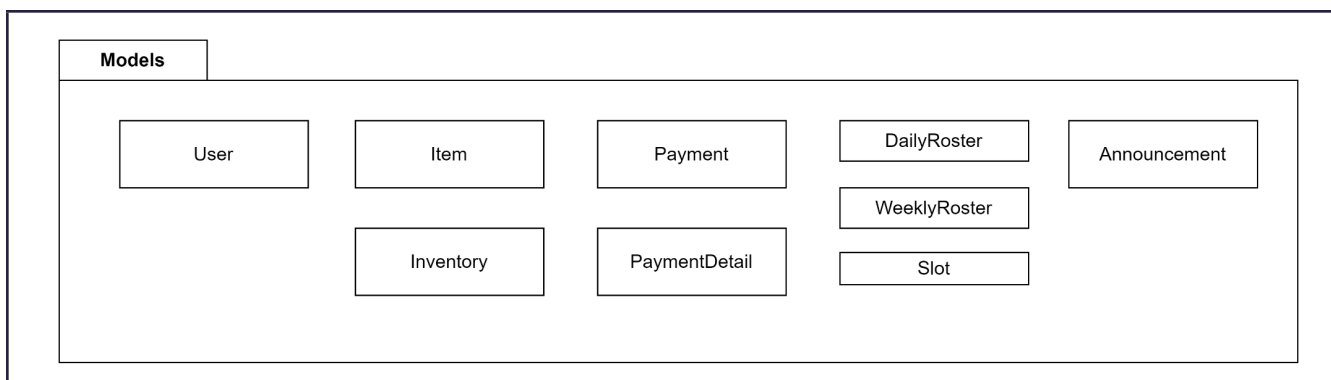 Models
User
Item
Payment
DailyRoster
Announcement
WeeklyRoster
Inventory
PaymentDetail
Slot